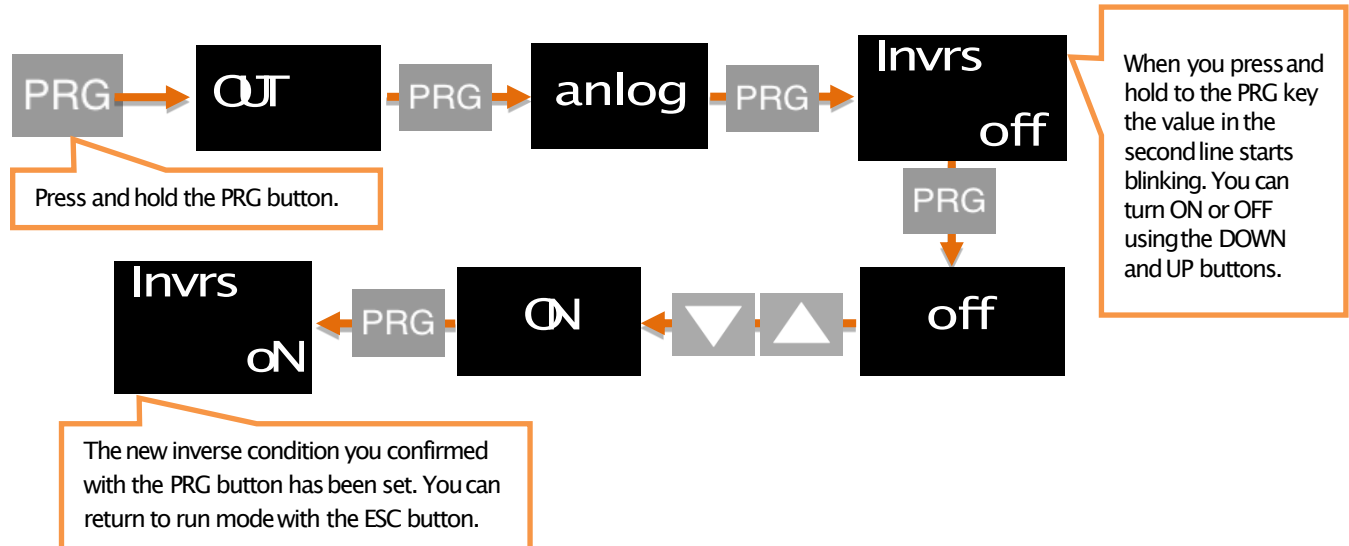 PRG
OUT
PRG
anlog
PRG
Invrs
off
When you press and
hold to the PRG key
the value in the
second line starts
blinking. You can
turn ON or OFF
using the DOWN
and UP buttons.
Press and hold the PRG button.
PRG
off
ON
PRG
Invrs
oN
The new inverse condition you confirmed
with the PRG button has been set. You can
return to run mode with the ESC button.